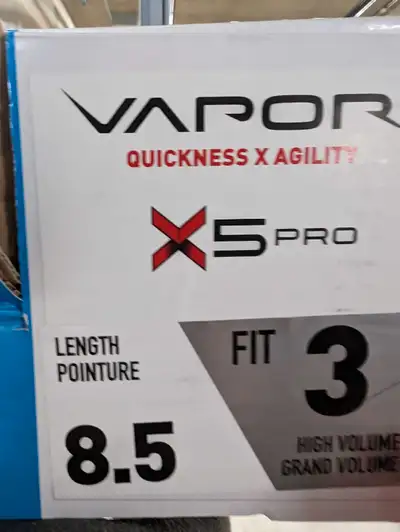 VAPOR
QUICKNESS X AGILITY
X5 PRO
LENGTH
POINTURE
8.5
FIT 3
HIGH VOLUME
GRAND VOLUME